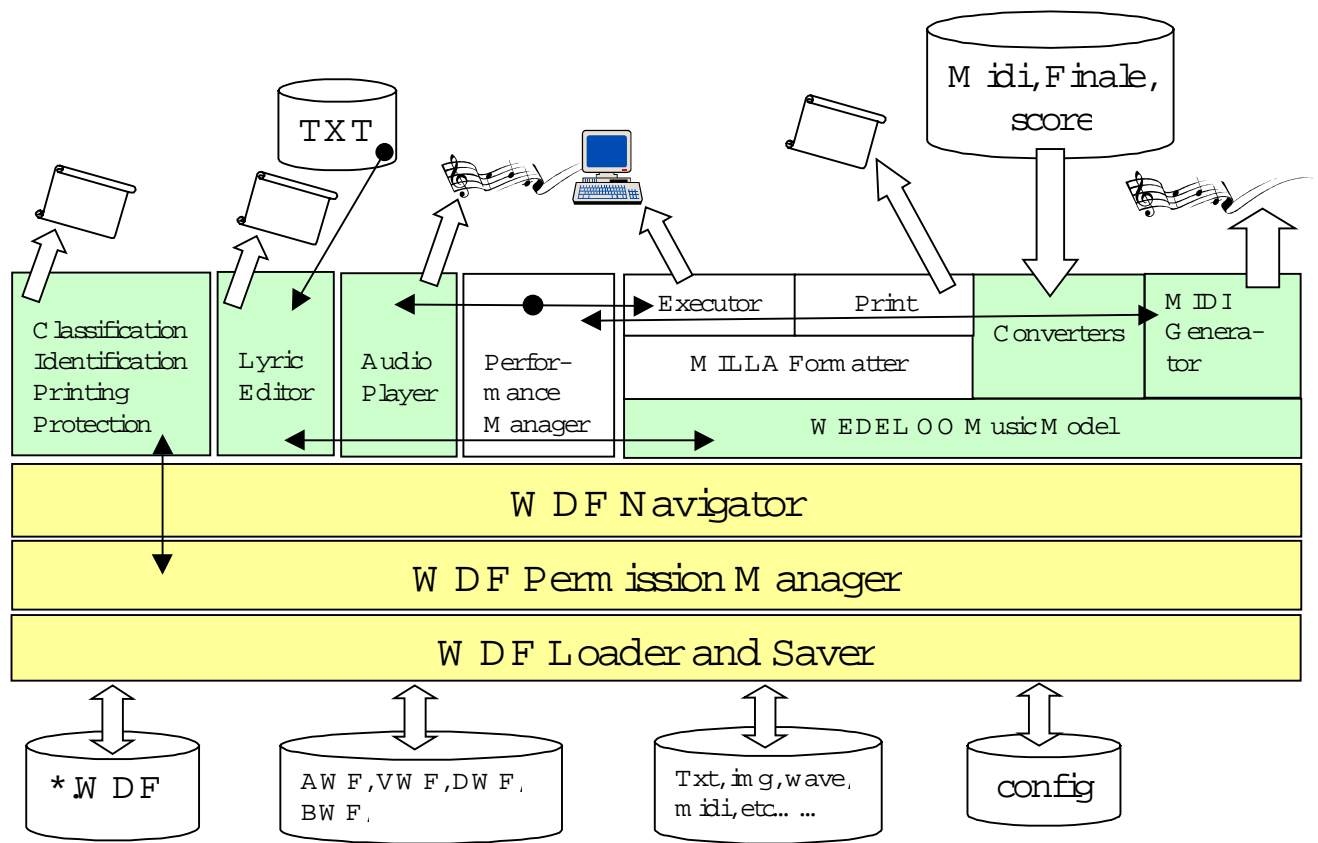 Midi, Finale,
score
TXT
Classification
Identification
Printing
Protection
Lyric
Editor
Audio
Player
Perfor-
mance
Manager
Executor
Print
MILLA Formatter
Converters
MIDI
Genera-
tor
WEDEL OO Music Model
WDF Navigator
WDF Permission Manager
WDF Loader and Saver
*.WDF
AWF, VWF, DWF,
BWF,
Txt, img, wave,
midi, etc... ...
config